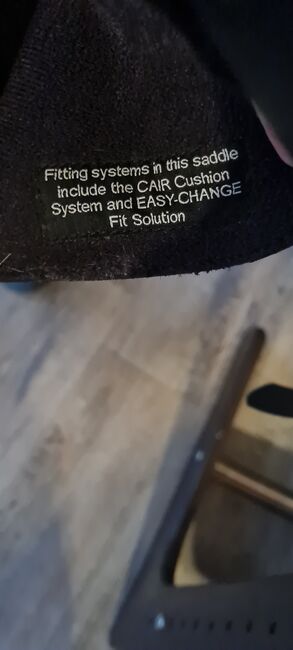 Fitting systems in this saddle
include the CAIR Cushion
System and EASY-CHANGE
Fit Solution